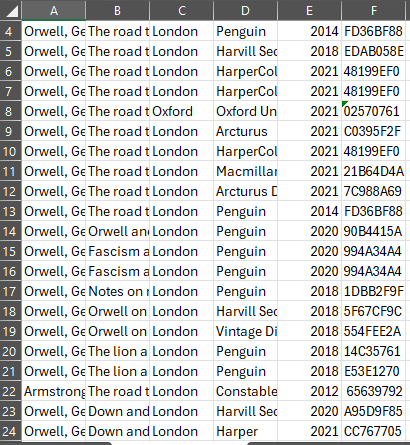 A B C D E F
4 Orwell, Ge The road t London Penguin 2014 FD36BF88
5 Orwell, Ge The road t London Harvill Sec 2018 EDAB058E
6 Orwell, Ge The road t London HarperCol 2021 48199EF0
7 Orwell, Ge The road t London HarperCol 2021 48199EF0
8 Orwell, Ge The road t Oxford Oxford Un 2021 02570761
9 Orwell, Ge The road t London Arcturus 2021 C0395F2F
10 Orwell, Ge The road t London HarperCol 2021 48199EF0
11 Orwell, Ge The road t London Macmillar 2021 21B64D4A
12 Orwell, Ge The road t London Arcturus D 2021 7C988A69
13 Orwell, Ge The road t London Penguin 2014 FD36BF88
14 Orwell, Ge Orwell and London Penguin 2020 90B4415A
15 Orwell, Ge Fascism a London Penguin 2020 994A34A4
16 Orwell, Ge Fascism a London Penguin 2020 994A34A4
17 Orwell, Ge Notes on London Penguin 2018 1DBB2F9F
18 Orwell, Ge Orwell on London Harvill Sec 2018 5F67CF9C
19 Orwell, Ge Orwell on London Vintage Di 2018 554FEE2A
20 Orwell, Ge The lion a London Penguin 2018 14C35761
21 Orwell, Ge The lion a London Penguin 2018 E53E1270
22 Armstrong The road t London Constable 2012 65639792
23 Orwell, Ge Down and London Harvill Sec 2020 A95D9F85
24 Orwell, Ge Down and London Harper 2021 CC767705